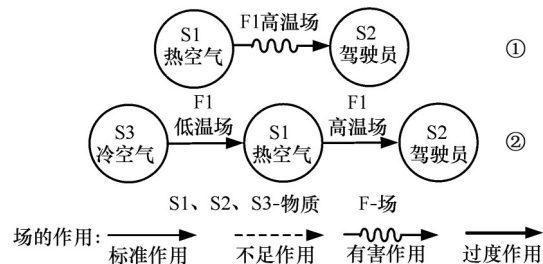 F1高温场
S1
热空气
S2
驾驶员
①
F1
低温场
F1
高温场
S3
冷空气
S1
热空气
S2
驾驶员
②
S1、S2、S3-物质 F-场
场的作用:
标准作用 不足作用 有害作用 过度作用